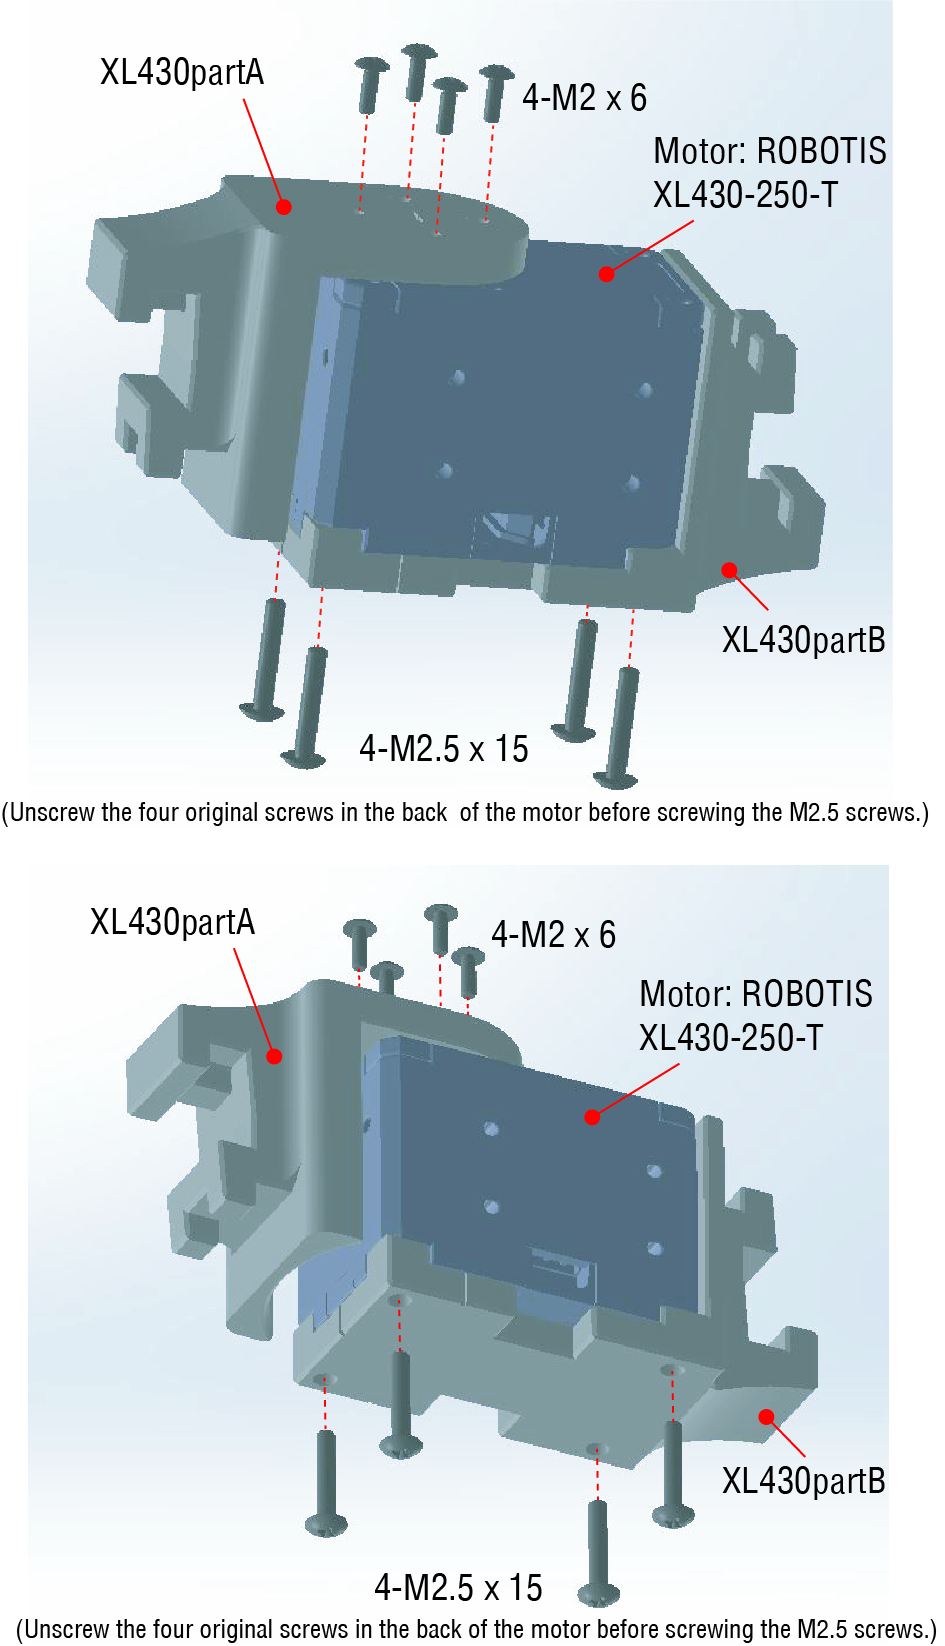 XL430partA
4-M2 x 6
Motor: ROBOTIS
XL430-250-T
XL430partB
4-M2.5 x 15
(Unscrew the four original screws in the back  of the motor before screwing the M2.5 screws.)
XL430partA
4-M2 x 6
Motor: ROBOTIS
XL430-250-T
XL430partB
4-M2.5 x 15
(Unscrew the four original screws in the back of the motor before screwing the M2.5 screws.)